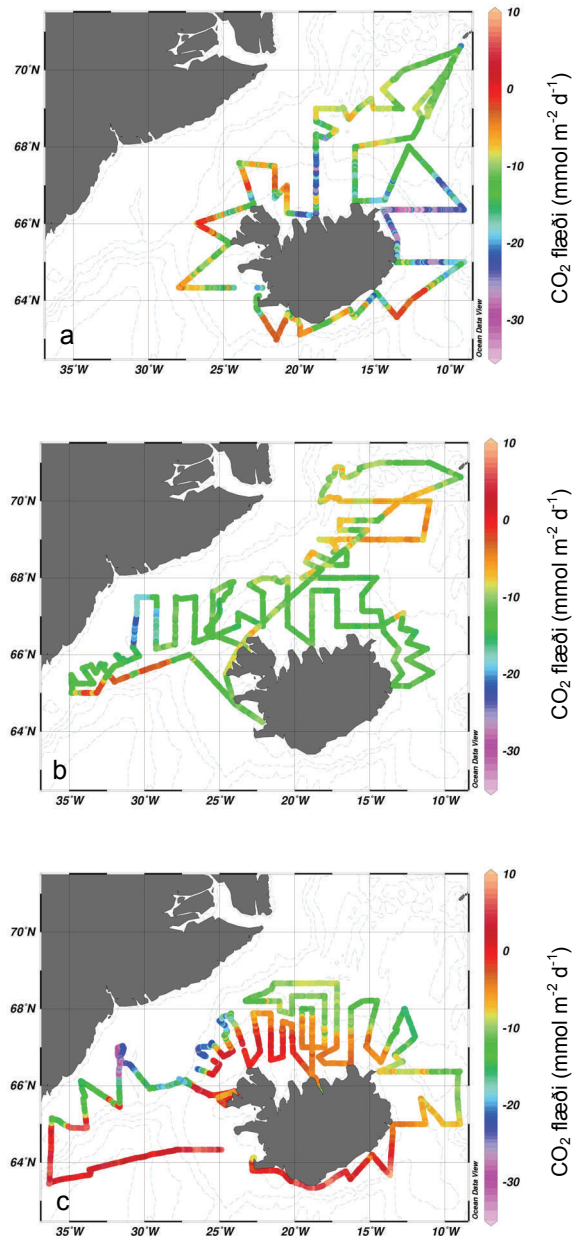 10
70˚N
0
68˚N
-10
66˚N
-20
64˚N
-30
CO2 flæði (mmol m-2 d-1)
a
Ocean Data View
35˚W 30˚W 25˚W 20˚W 15˚W 10˚W
10
70˚N
0
68˚N
-10
66˚N
-20
64˚N
-30
CO2 flæði (mmol m-2 d-1)
b
Ocean Data View
35˚W 30˚W 25˚W 20˚W 15˚W 10˚W
10
70˚N
0
68˚N
-10
66˚N
-20
64˚N
-30
CO2 flæði (mmol m-2 d-1)
c
Ocean Data View
35˚W 30˚W 25˚W 20˚W 15˚W 10˚W